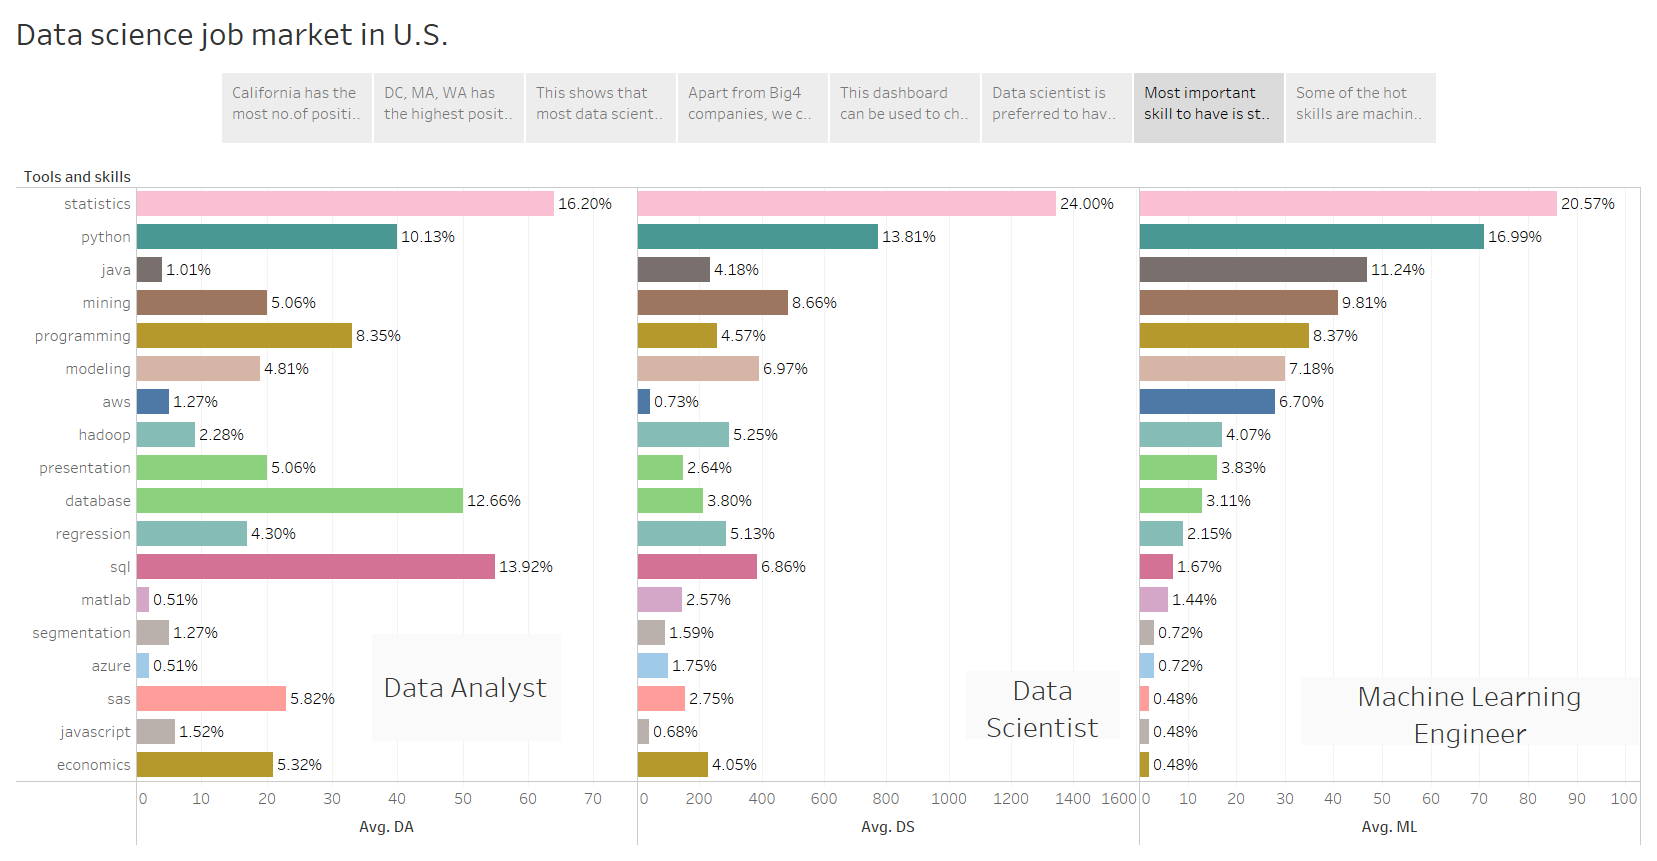 Data science job market in U.S.
California has the
most no.of positi..
DC, MA, WA has
the highest posit..
This shows that
most data scient..
Apart from Big4
companies, we c..
This dashboard
can be used to ch..
Data scientist is
preferred to hav..
Most important
skill to have is st..
Some of the hot
skills are machin..
Tools and skills
statistics 16.20% 24.00% 20.57%
python 10.13% 13.81% 16.99%
java 1.01% 4.18% 11.24%
mining 5.06% 8.66% 9.81%
programming 8.35% 4.57% 8.37%
modeling 4.81% 6.97% 7.18%
aws 1.27% 0.73% 6.70%
hadoop 2.28% 5.25% 4.07%
presentation 5.06% 2.64% 3.83%
database 12.66% 3.80% 3.11%
regression 4.30% 5.13% 2.15%
sql 13.92% 6.86% 1.67%
matlab 0.51% 2.57% 1.44%
segmentation 1.27% 1.59% 0.72%
azure 0.51% 1.75% 0.72%
sas 5.82% 2.75% 0.48%
javascript 1.52% 0.68% 0.48%
economics 5.32% 4.05% 0.48%
Data Analyst
Data
Scientist
Machine Learning
Engineer
0 10 20 30 40 50 60 70
0 200 400 600 800 1000 1200 1400 1600
0 10 20 30 40 50 60 70 80 90 100
Avg. DA
Avg. DS
Avg. ML